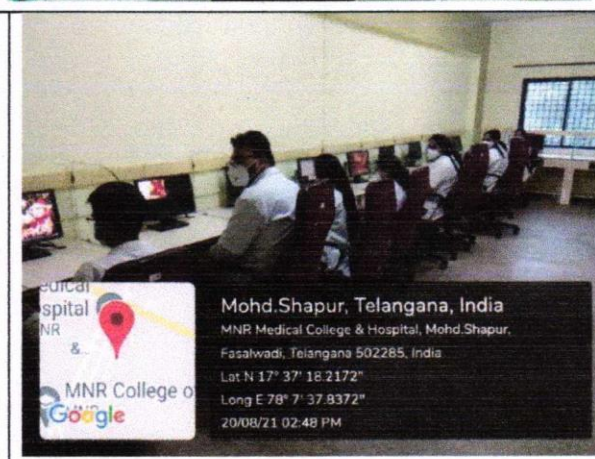 edical
spital
NR
&..
MNR College o
Google
Mohd.Shapur, Telangana, India
MNR Medical College & Hospital, Mohd.Shapur,
Fasalwadi, Telangana 502285, India
Lat N 17° 37' 18.2172"
Long E 78° 7' 37.8372"
20/08/21 02:48 PM